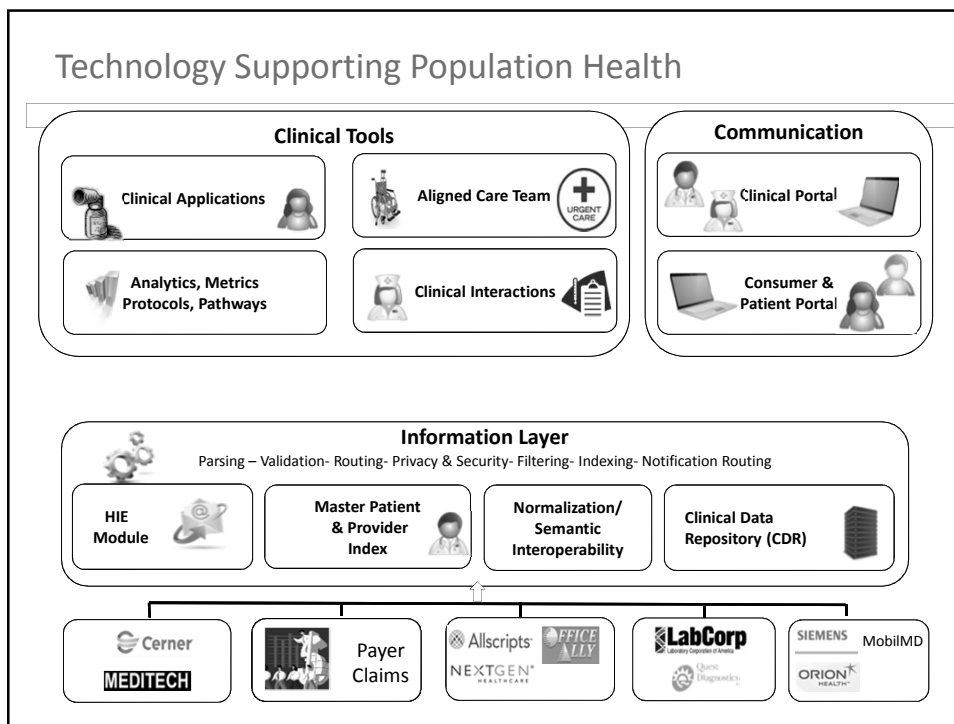 Technology Supporting Population Health
Clinical Tools
Clinical Applications
Aligned Care Team
URGENT
CARE
Analytics, Metrics
Protocols, Pathways
Clinical Interactions
Communication
Clinical Portal
Consumer &
Patient Portal
Information Layer
Parsing – Validation- Routing- Privacy & Security- Filtering- Indexing- Notification Routing
HIE
Module
@
Master Patient
& Provider
Index
Normalization/
Semantic
Interoperability
Clinical Data
Repository (CDR)
Cerner
MEDITECH
Payer
Claims
Allscripts
OFFICE
ALLY
NEXTGEN®
HEALTHCARE
LabCorp
Laboratory Corporation of America
Quest
Diagnostics
SIEMENS
MobilMD
ORION
HEALTH™